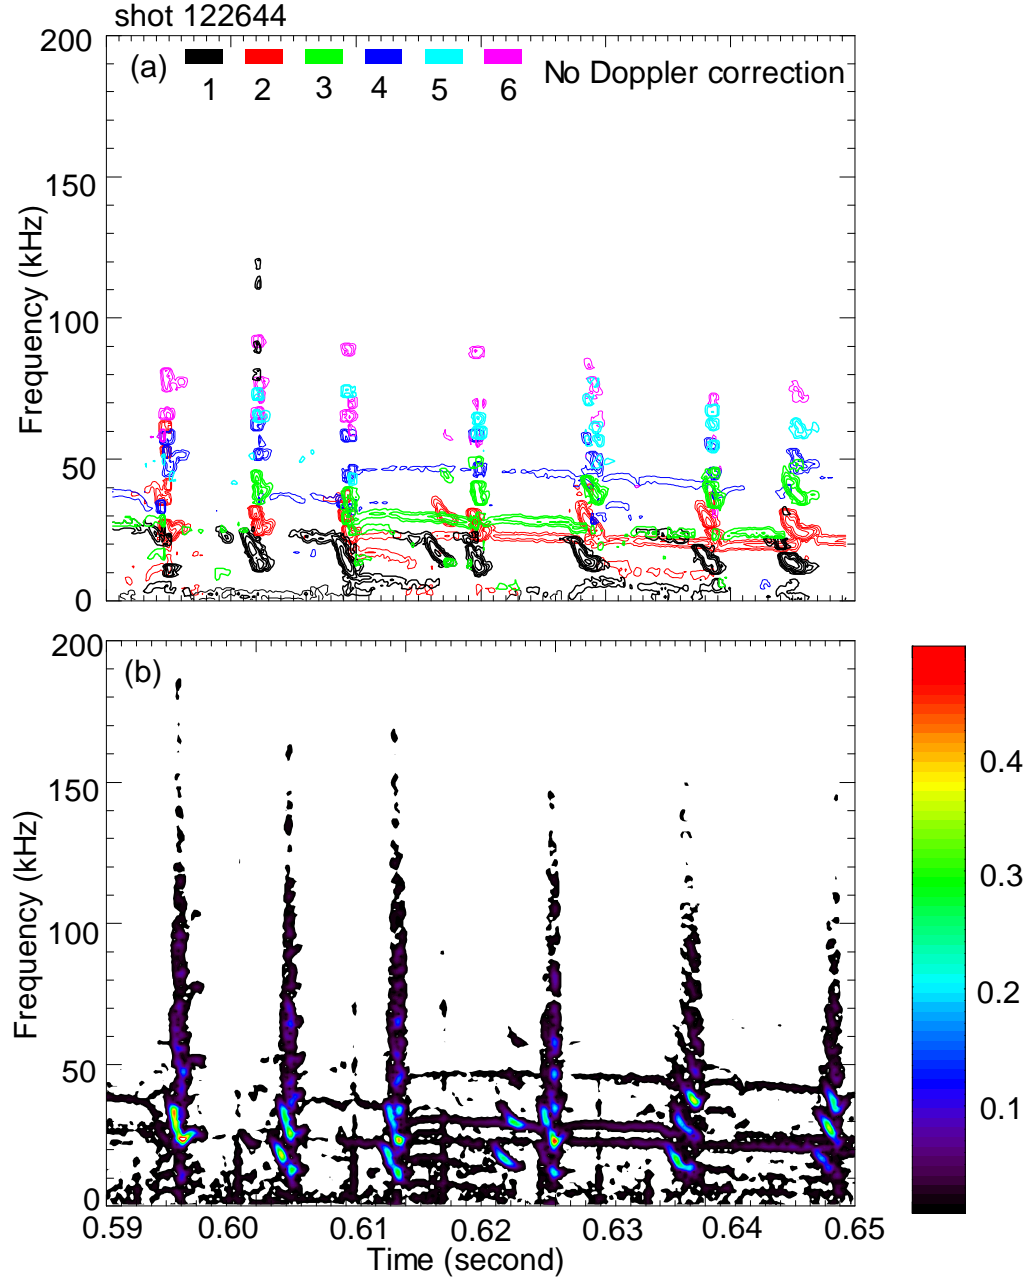 shot 122644
200
(a)
1 2 3 4 5 6
No Doppler correction
150
100
50
0
Frequency (kHz)
200
(b)
150
100
50
0
Frequency (kHz)
0.4
0.3
0.2
0.1
0.59 0.60 0.61 0.62 0.63 0.64 0.65
Time (second)